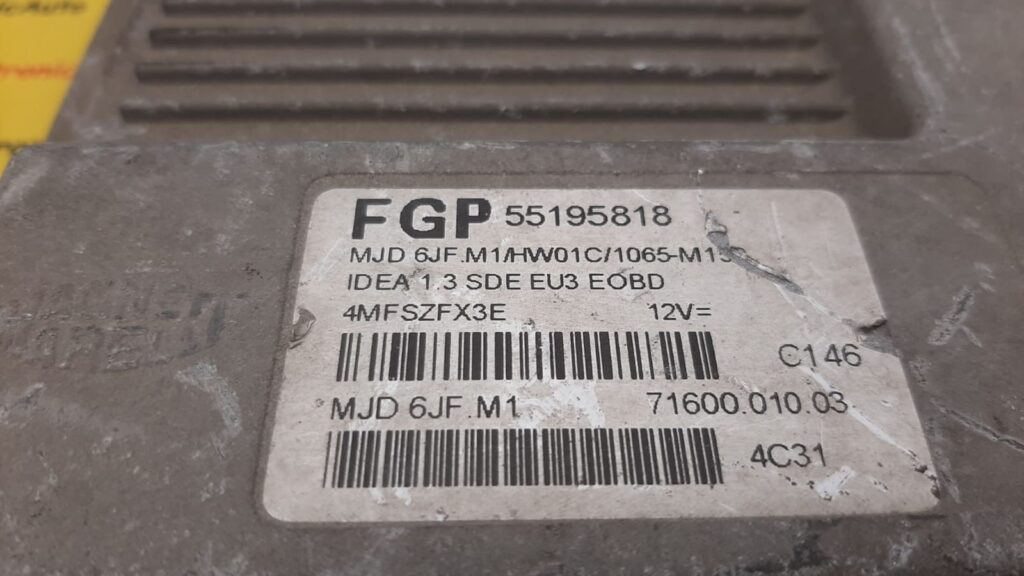 FGP 55195818
MJD 6JF.M1/HW01C/1065-M13
IDEA 1.3 SDE EU3 EOBD
4MFSZFX3E 12V=
C146
MJD 6JF.M1 71600.010.03
4C31